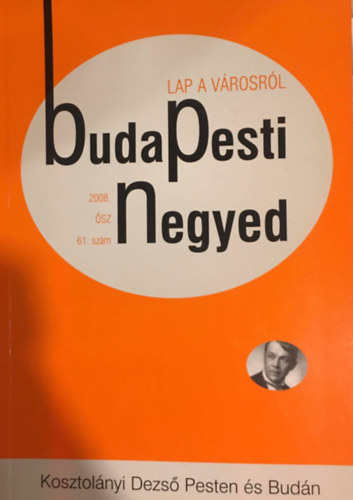 LAP A VÁROSRÓL
budapesti
2008.
ősz
61. szám
negyed
Kosztolányi Dezső Pesten és Budán